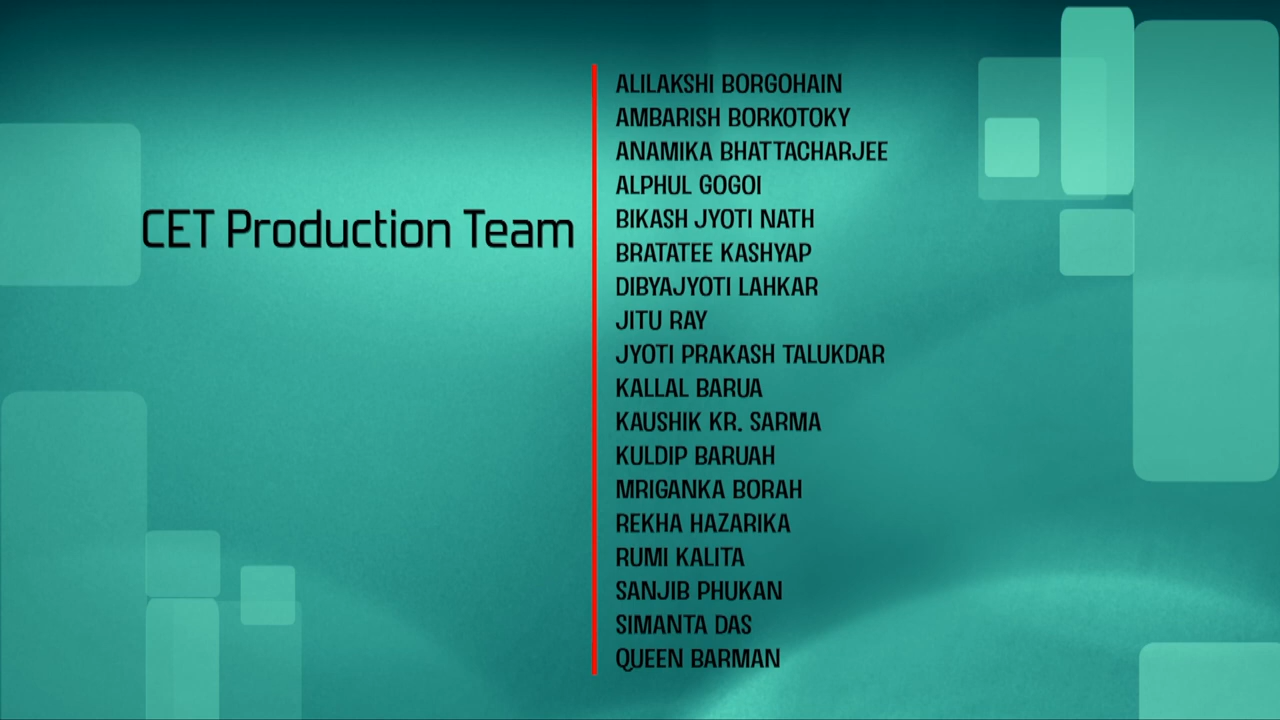 CET Production Team
ALILAKSHI BORGOHAIN
AMBARISH BORKOTOKY
ANAMIKA BHATTACHARJEE
ALPHUL GOGOI
BIKASH JYOTI NATH
BRATATEE KASHYAP
DIBYAJYOTI LAHKAR
JITU RAY
JYOTI PRAKASH TALUKDAR
KALLAL BARUA
KAUSHIK KR. SARMA
KULDIP BARUAH
MRIGANKA BORAH
REKHA HAZARIKA
RUMI KALITA
SANJIB PHUKAN
SIMANTA DAS
QUEEN BARMAN